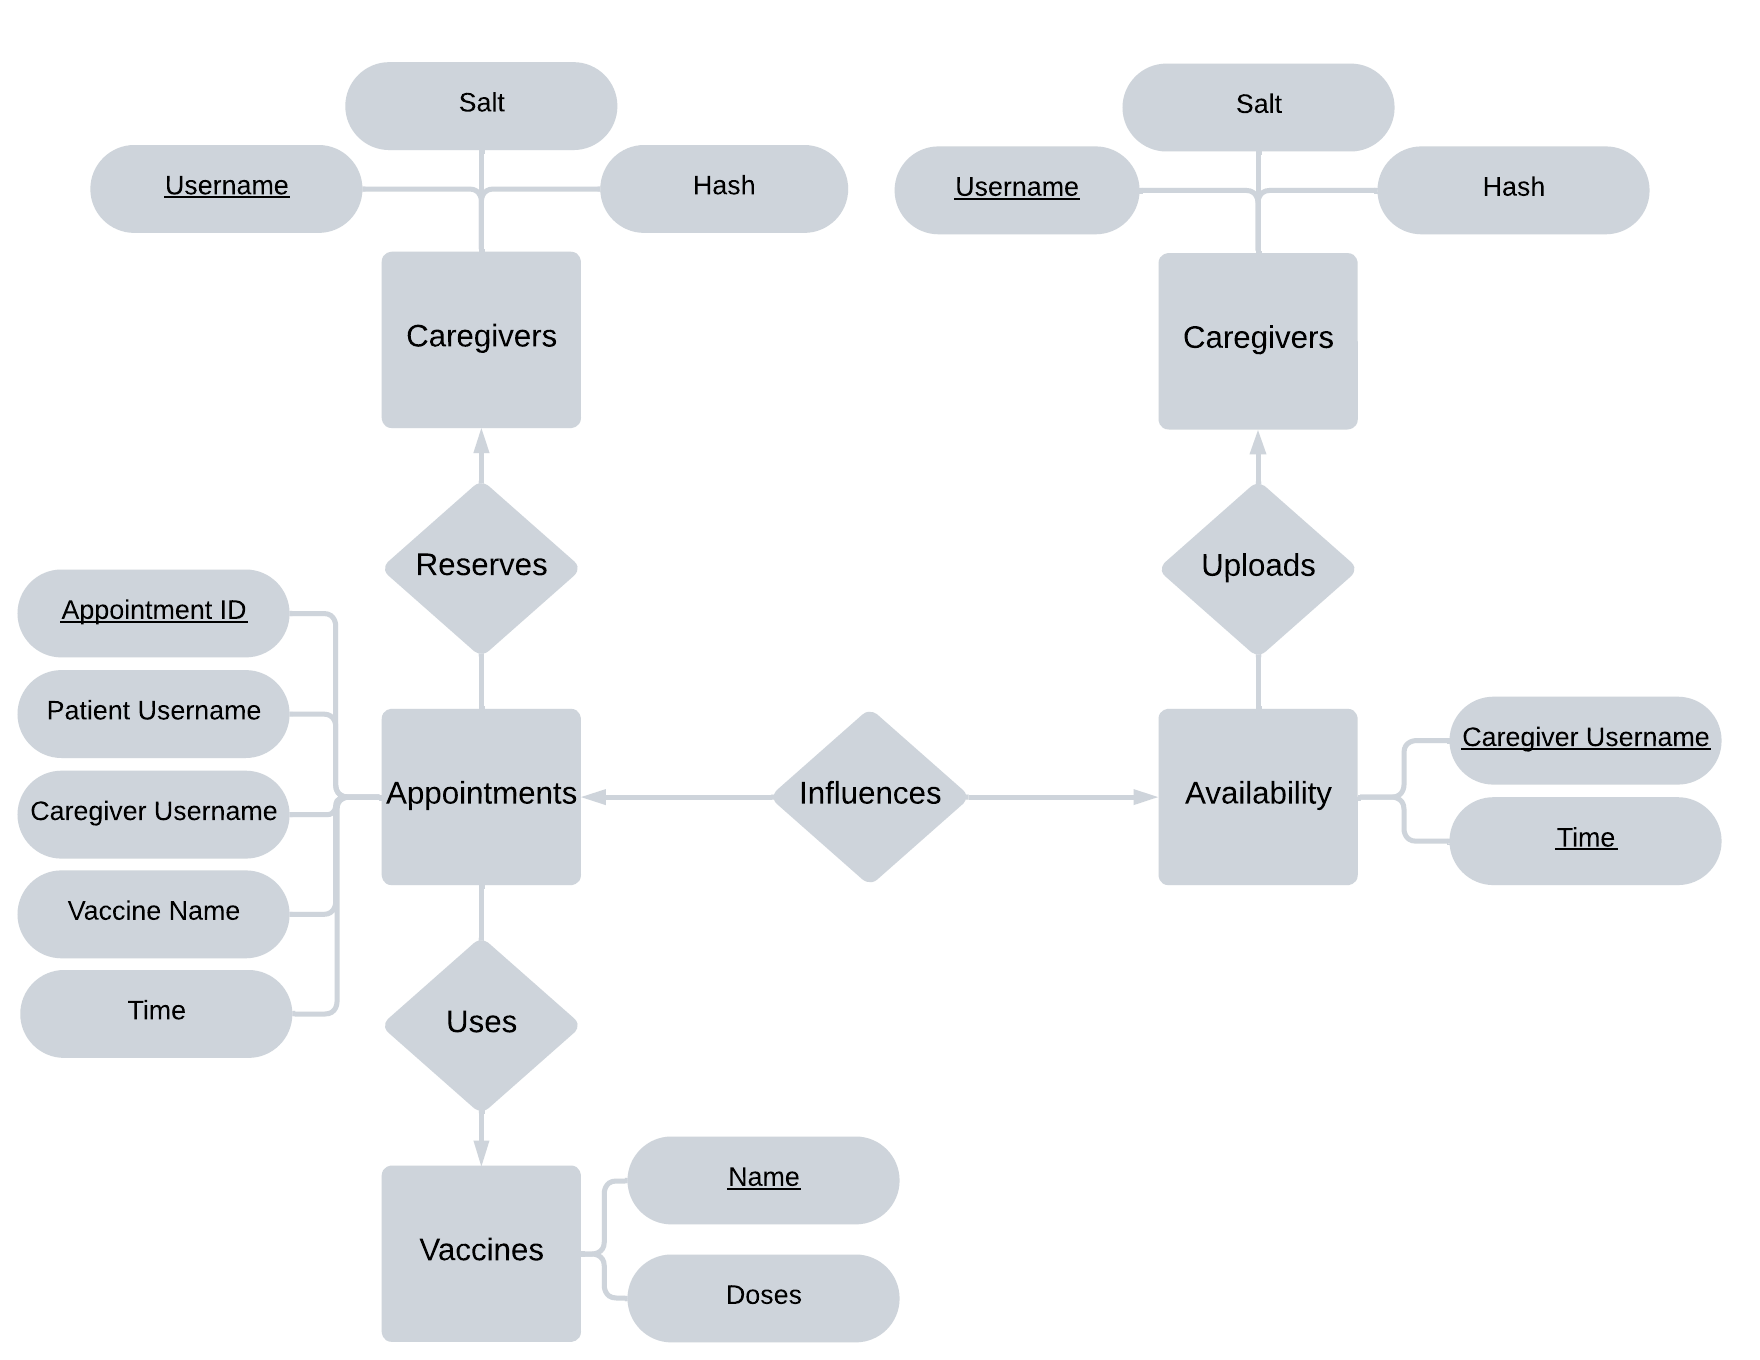 Salt
Username
Hash
Caregivers
Reserves
Salt
Username
Hash
Caregivers
Uploads
Appointment ID
Patient Username
Caregiver Username
Vaccine Name
Time
Appointments
Influences
Availability
Caregiver Username
Time
Uses
Vaccines
Name
Doses